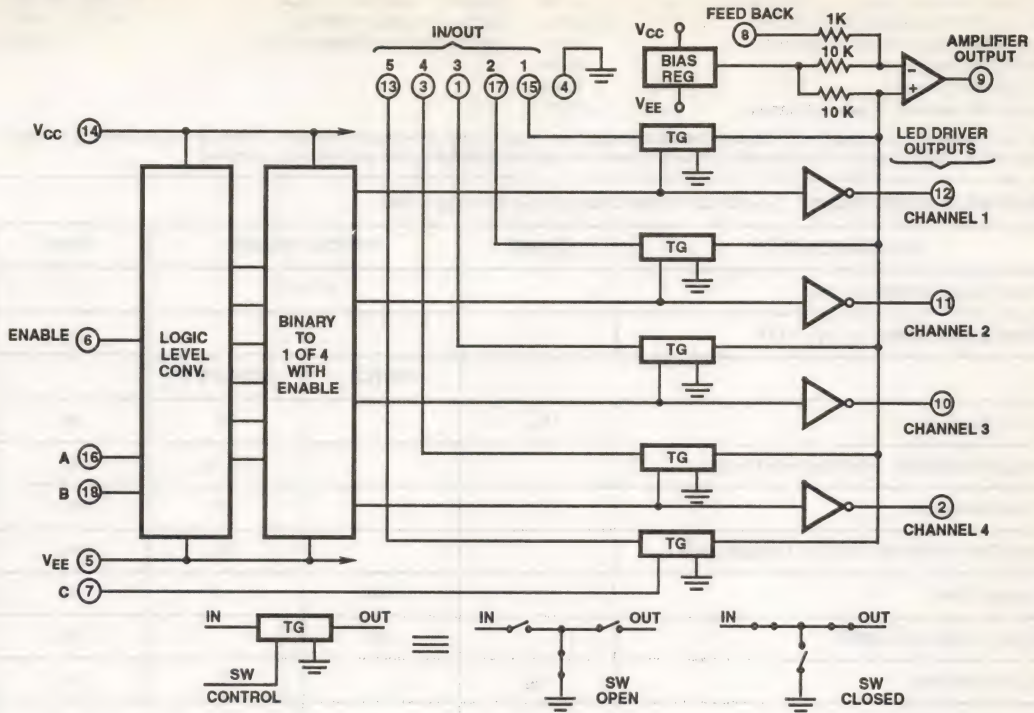 FEED BACK
8
1K
IN/OUT
VCC
10 K
AMPLIFIER
OUTPUT
5 4 3 2 1
BIAS
REG
−
+
9
13 3 1 17 15 4
VEE
10 K
VCC 14
TG
LED DRIVER
OUTPUTS
12
CHANNEL 1
TG
11
CHANNEL 2
ENABLE 6
LOGIC
LEVEL
CONV.
BINARY
TO
1 OF 4
WITH
ENABLE
TG
10
CHANNEL 3
A 16
TG
B 18
2
CHANNEL 4
TG
VEE 5
C 7
IN TG OUT
SW
CONTROL
IN OUT
SW
OPEN
IN OUT
SW
CLOSED